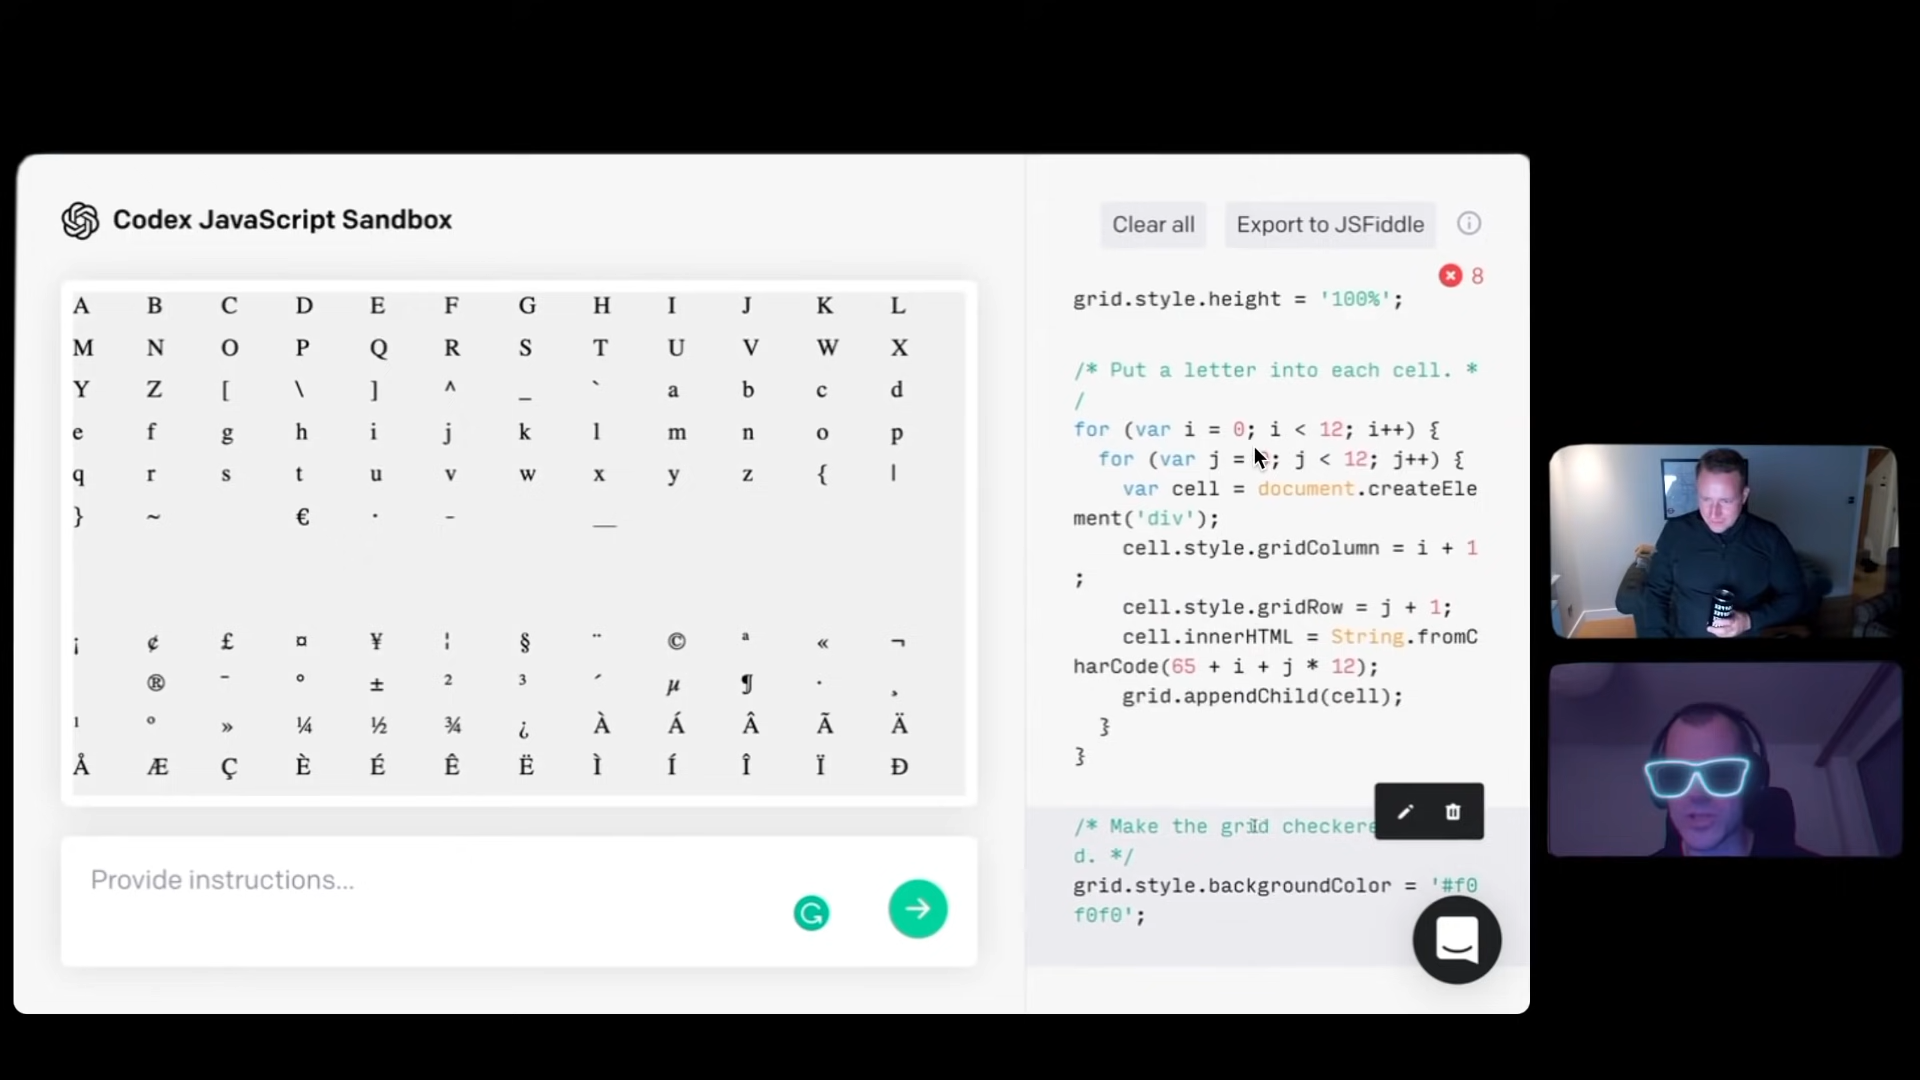 Codex JavaScript Sandbox
Clear all
Export to JSFiddle
8
A B C D E F G H I J K L
M N O P Q R S T U V W X
Y Z [ \ ] ^ _ ` a b c d
e f g h i j k l m n o p
q r s t u v w x y z { |
} ~ € · - —
¡ ¢ £ ¤ ¥ ¦ § ¨ © ª « ¬
® ¯ ° ± ² ³ ´ µ ¶ · ¸
¹ º » ¼ ½ ¾ ¿ À Á Â Ã Ä
Å Æ Ç È É Ê Ë Ì Í Î Ï Ð
Provide instructions...
grid.style.height = '100%';
/* Put a letter into each cell. *
/
for (var i = 0; i < 12; i++) {
for (var j = ; j < 12; j++) {
var cell = document.createEle
ment('div');
cell.style.gridColumn = i + 1
;
cell.style.gridRow = j + 1;
cell.innerHTML = String.fromC
harCode(65 + i + j * 12);
grid.appendChild(cell);
}
}
/* Make the grid checkere
d. */
grid.style.backgroundColor = '#f0
f0f0';